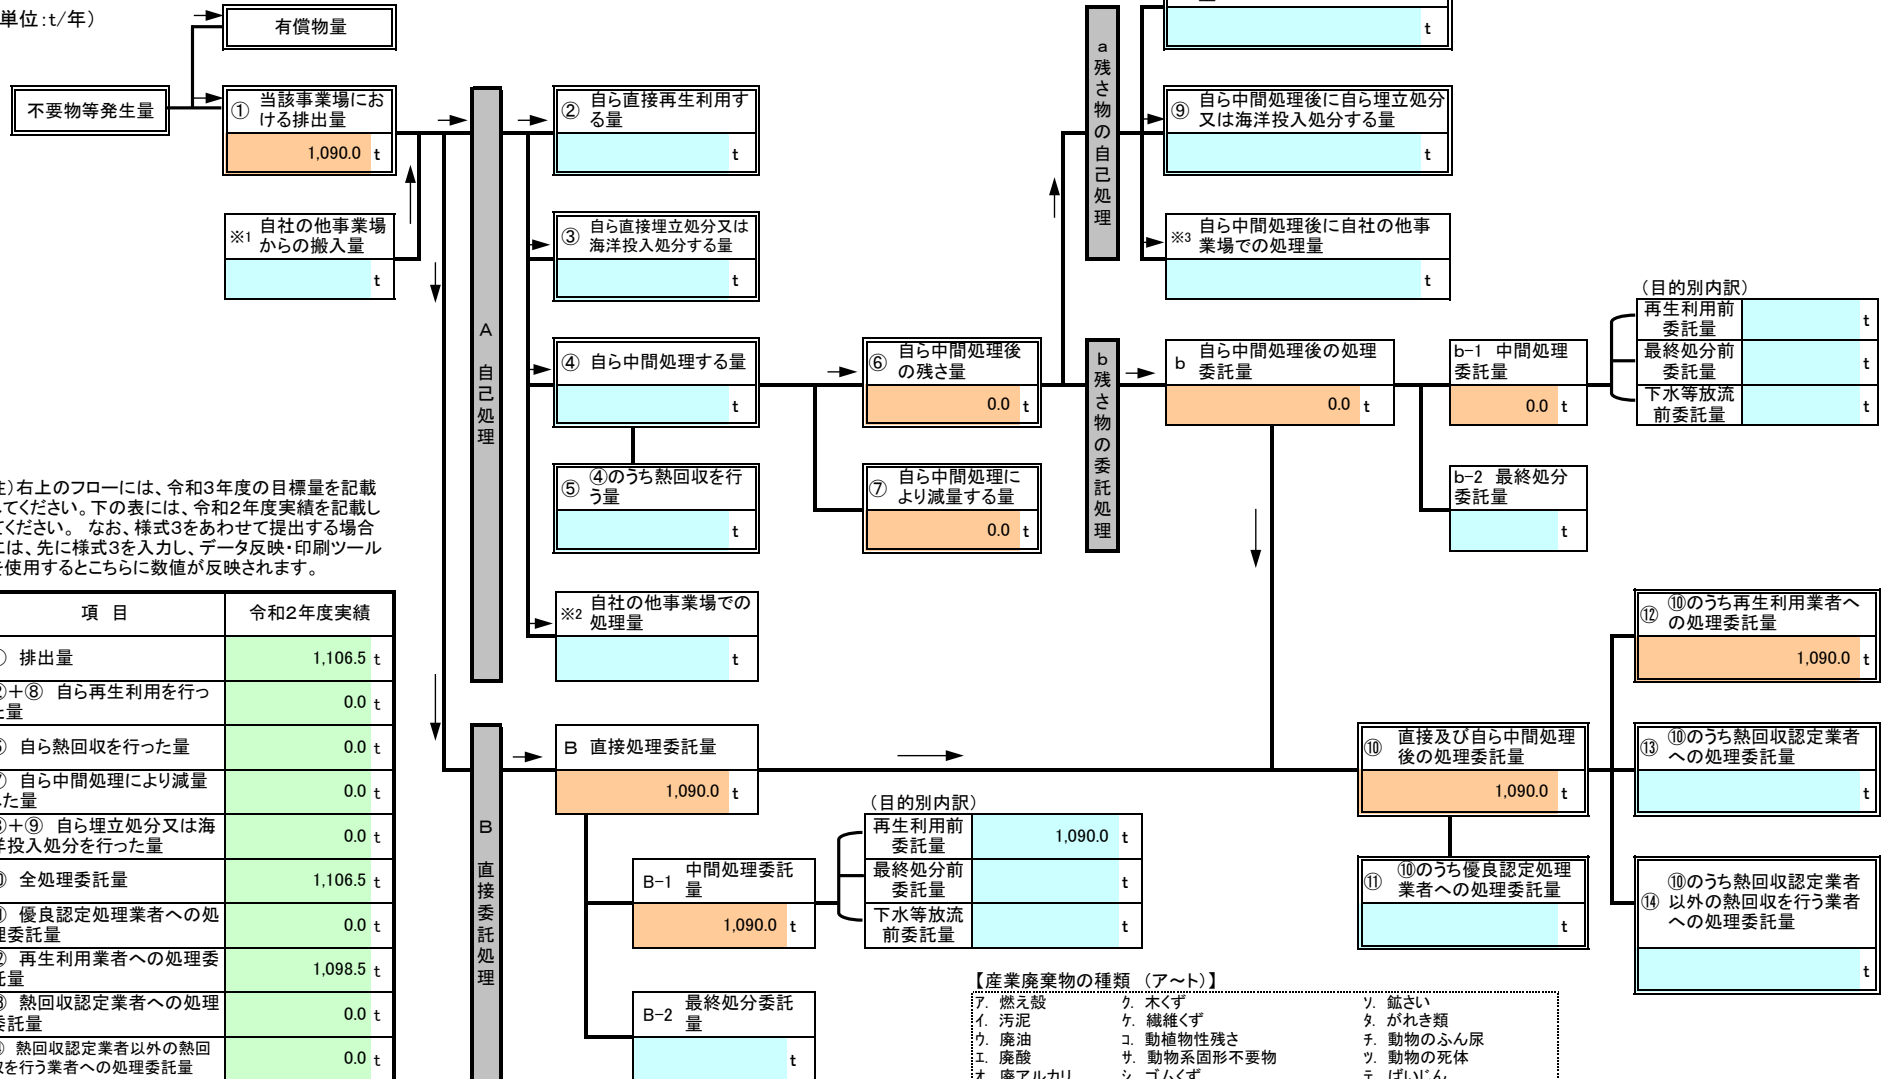 単位:t/年）
有償物量
不要物等発生量
① 当該事業場にお
ける排出量
1,090.0 t
※1 自社の他事業場
からの搬入量
t
A 自己処理
② 自ら直接再生利用す
る量
t
③ 自ら直接埋立処分又は
海洋投入処分する量
t
④ 自ら中間処理する量
t
⑤ ④のうち熱回収を行
う量
t
※2 自社の他事業場での
処理量
t
⑥ 自ら中間処理後
の残さ量
0.0 t
⑦ 自ら中間処理に
より減量する量
0.0 t
a 残さ物の自己処理
t
⑨ 自ら中間処理後に自ら埋立処分
又は海洋投入処分する量
t
※3 自ら中間処理後に自社の他事
業場での処理量
t
b 残さ物の委託処理
b 自ら中間処理後の処理
委託量
0.0 t
b-1 中間処理
委託量
0.0 t
（目的別内訳）
再生利用前
委託量
t
最終処分前
委託量
t
下水等放流
前委託量
t
b-2 最終処分
委託量
t
）右上のフローには、令和3年度の目標量を記載
てください。下の表には、令和2年度実績を記載し
ください。 なお、様式3をあわせて提出する場合
は、先に様式3を入力し、データ反映・印刷ツール
使用するとこちらに数値が反映されます。
項 目 令和2年度実績
排出量 1,106.5 t
＋⑧ 自ら再生利用を行っ
量
0.0 t
自ら熱回収を行った量 0.0 t
自ら中間処理により減量
た量
0.0 t
＋⑨ 自ら埋立処分又は海
投入処分を行った量
0.0 t
全処理委託量 1,106.5 t
優良認定処理業者への処
委託量
0.0 t
再生利用業者への処理委
量
1,098.5 t
熱回収認定業者への処理
託量
0.0 t
熱回収認定業者以外の熱回
を行う業者への処理委託量
0.0 t
B 直接委託処理
B 直接処理委託量
1,090.0 t
B-1 中間処理委託
量
1,090.0 t
（目的別内訳）
再生利用前
委託量
1,090.0 t
最終処分前
委託量
t
下水等放流
前委託量
t
B-2 最終処分委託
量
t
⑩ 直接及び自ら中間処理
後の処理委託量
1,090.0 t
⑪ ⑩のうち優良認定処理
業者への処理委託量
t
⑫ ⑩のうち再生利用業者へ
の処理委託量
1,090.0 t
⑬ ⑩のうち熱回収認定業者
への処理委託量
t
⑭ ⑩のうち熱回収認定業者
以外の熱回収を行う業者
への処理委託量
t
【産業廃棄物の種類 （ア～ト）】
ア. 燃え殻 ク. 木くず ソ. 鉱さい
イ. 汚泥 ケ. 繊維くず タ. がれき類
ウ. 廃油 コ. 動植物性残さ チ. 動物のふん尿
エ. 廃酸 サ. 動物系固形不要物 ツ. 動物の死体
オ. 廃アルカリ シ. ゴムくず テ. ばいじん